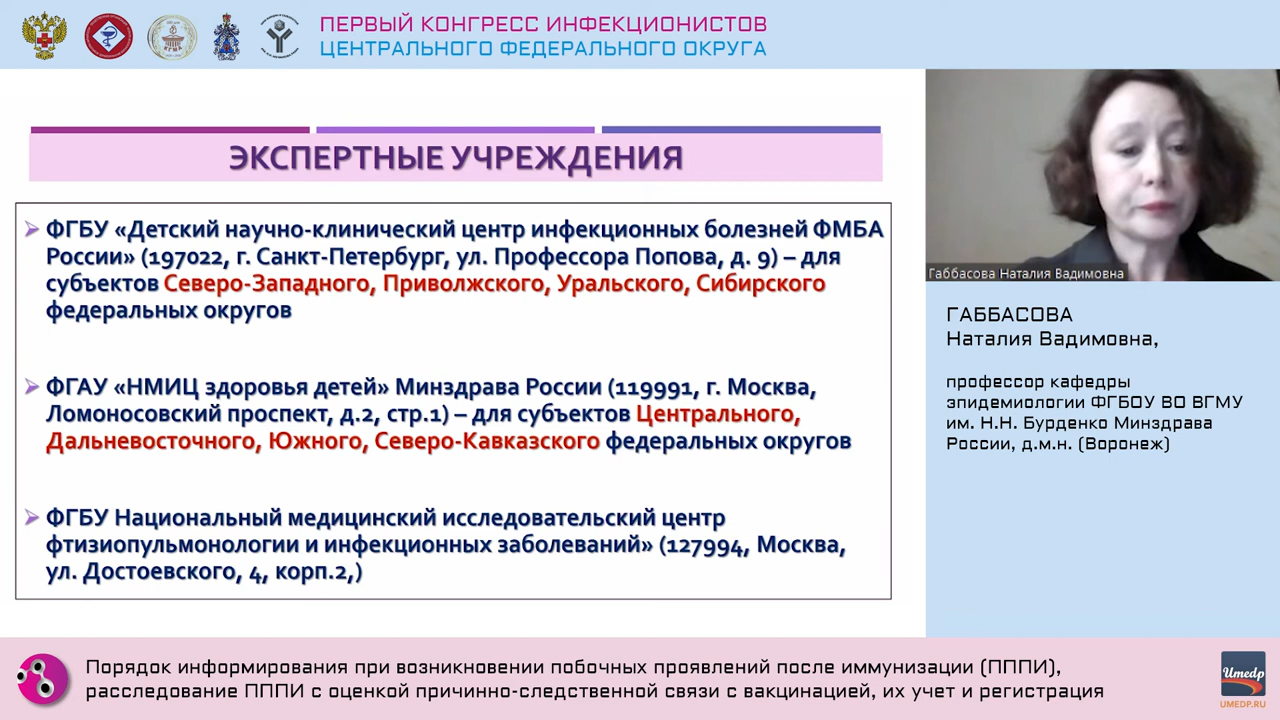 ПЕРВЫЙ КОНГРЕСС ИНФЕКЦИОНИСТОВ
ЦЕНТРАЛЬНОГО ФЕДЕРАЛЬНОГО ОКРУГА
ЭКСПЕРТНЫЕ УЧРЕЖДЕНИЯ
ФГБУ «Детский научно-клинический центр инфекционных болезней ФМБА
России» (197022, г. Санкт-Петербург, ул. Профессора Попова, д. 9) – для
субъектов Северо-Западного, Приволжского, Уральского, Сибирского
федеральных округов
ФГАУ «НМИЦ здоровья детей» Минздрава России (119991, г. Москва,
Ломоносовский проспект, д.2, стр.1) – для субъектов Центрального,
Дальневосточного, Южного, Северо-Кавказского федеральных округов
ФГБУ Национальный медицинский исследовательский центр
фтизиопульмонологии и инфекционных заболеваний» (127994, Москва,
ул. Достоевского, 4, корп.2,)
Габбасова Наталия Вадимовна
ГАББАСОВА
Наталия Вадимовна,
профессор кафедры
эпидемиологии ФГБОУ ВО ВГМУ
им. Н.Н. Бурденко Минздрава
России, д.м.н. (Воронеж)
Порядок информирования при возникновении побочных проявлений после иммунизации (ПППИ),
расследование ПППИ с оценкой причинно-следственной связи с вакцинацией, их учет и регистрация
Umedp
UMEDP.RU